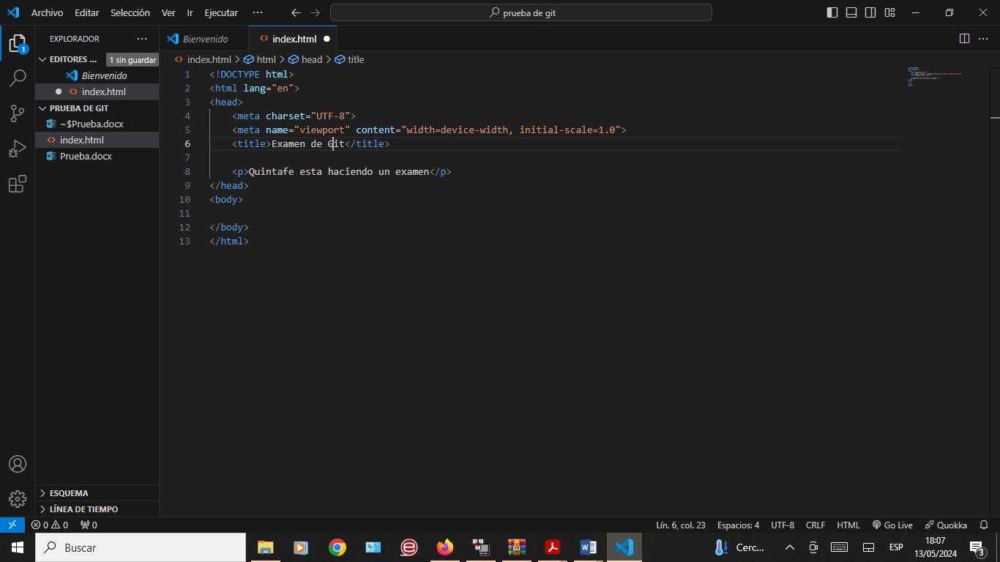 Archivo Editar Selección Ver Ir Ejecutar ··· prueba de git
EXPLORADOR ···
Bienvenido
index.html
1
EDITORES ... 1 sin guardar
Bienvenido
index.html
PRUEBA DE GIT
~$Prueba.docx
index.html
Prueba.docx
index.html > html > head > title
1 <!DOCTYPE html>
2 <html lang="en">
3 <head>
4 <meta charset="UTF-8">
5 <meta name="viewport" content="width=device-width, initial-scale=1.0">
6 <title>Examen de Git</title>
7
8 <p>Quintafe esta haciendo un examen</p>
9 </head>
10 <body>
11
12 </body>
13 </html>
ESQUEMA
LÍNEA DE TIEMPO
0 0 0 Lín. 6, col. 23 Espacios: 4 UTF-8 CRLF HTML Go Live Quokka
Buscar
Cerc... ESP
18:07
13/05/2024
3